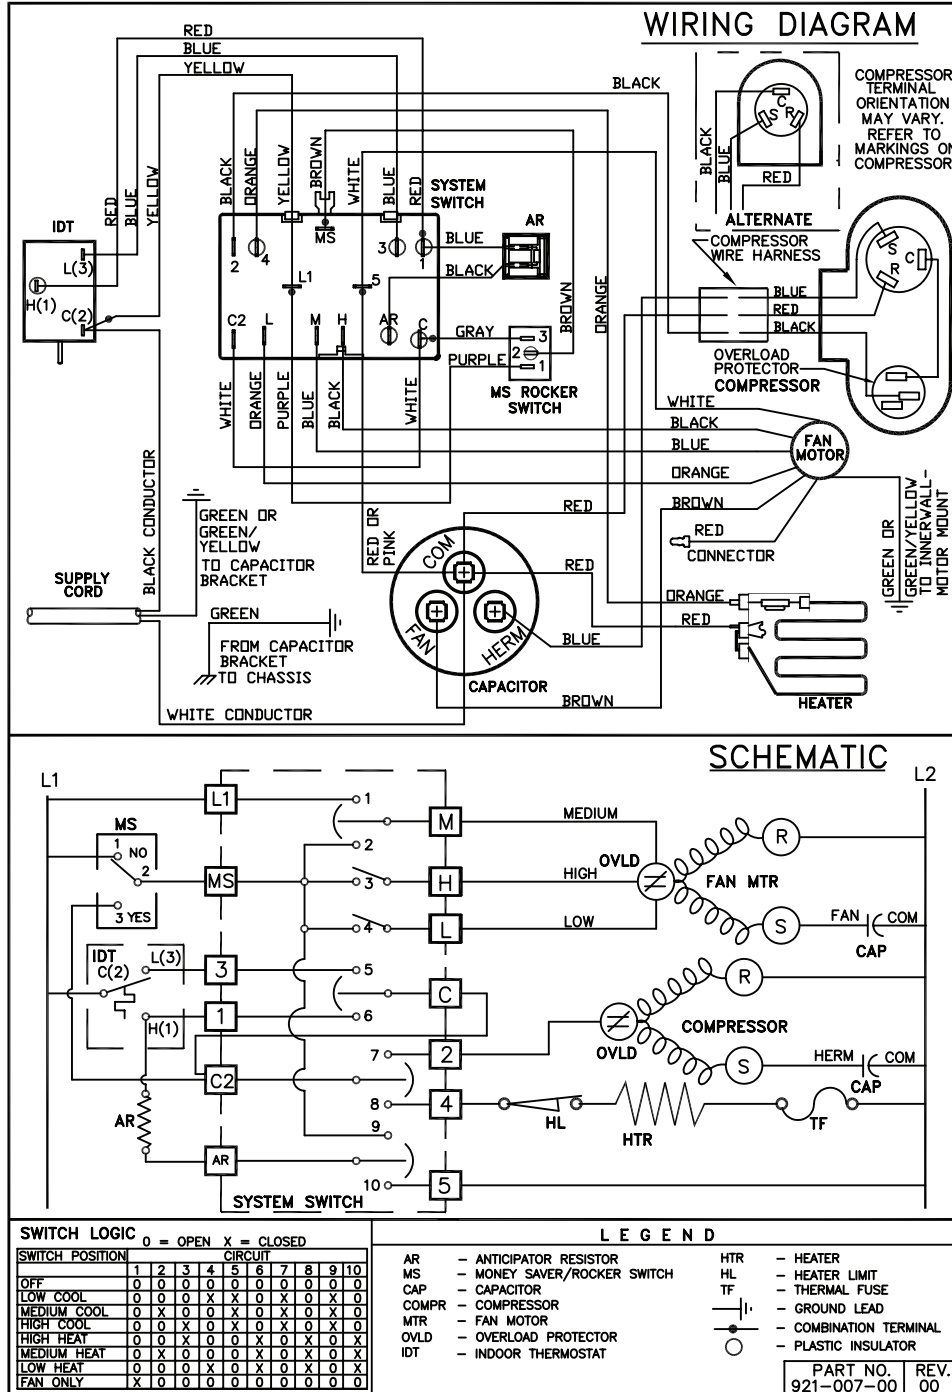 WIRING DIAGRAM
RED
BLUE
YELLOW
BLACK
COMPRESSOR
TERMINAL
ORIENTATION
MAY VARY.
REFER TO
MARKINGS ON
COMPRESSOR
C
S
R
BLACK
BLUE
RED
ALTERNATE
COMPRESSOR
WIRE HARNESS
RED
BLUE
YELLOW
BLACK
ORANGE
YELLOW
BROWN
WHITE
BLUE
RED
SYSTEM
SWITCH
IDT
L(3)
H(1)
C(2)
MS
2
4
3
1
L1
5
C2
L
M
H
AR
C
BLUE
BLACK
AR
GRAY
PURPLE
3
2
1
MS ROCKER
SWITCH
BROWN
ORANGE
S
C
R
BLUE
RED
BLACK
OVERLOAD
PROTECTOR
COMPRESSOR
WHITE
ORANGE
PURPLE
BLUE
BLACK
WHITE
WHITE
BLACK
BLUE
ORANGE
BROWN
FAN
MOTOR
RED
CONNECTOR
GREEN OR
GREEN/YELLOW
TO INNERWALL-
MOTOR MOUNT
BLACK CONDUCTOR
GREEN OR
GREEN/
YELLOW
TO CAPACITOR
BRACKET
RED OR
PINK
RED
RED
SUPPLY
CORD
GREEN
FROM CAPACITOR
BRACKET
TO CHASSIS
COM
FAN
HERM
CAPACITOR
BLUE
BROWN
ORANGE
RED
HEATER
WHITE CONDUCTOR
SCHEMATIC
L1
L2
MS
1 NO
2
3 YES
IDT
C(2)
L(3)
H(1)
AR
L1
MS
3
1
C2
AR
SYSTEM SWITCH
1
2
3
4
5
6
7
8
9
10
M
H
L
C
2
4
5
MEDIUM
HIGH
LOW
OVLD
FAN MTR
R
S
FAN
COM
CAP
OVLD
COMPRESSOR
R
S
HERM
COM
CAP
HL
HTR
TF
SWITCH LOGIC 0 = OPEN X = CLOSED
SWITCH POSITION CIRCUIT
1 2 3 4 5 6 7 8 9 10
OFF 0 0 0 0 0 0 0 0 0 0
LOW COOL 0 0 0 X X 0 X 0 X 0
MEDIUM COOL 0 X 0 0 X 0 X 0 X 0
HIGH COOL 0 0 X 0 X 0 X 0 X 0
HIGH HEAT 0 0 X 0 0 X 0 X 0 X
MEDIUM HEAT 0 X 0 0 0 X 0 X 0 X
LOW HEAT 0 0 0 X 0 X 0 X 0 X
FAN ONLY X 0 0 0 0 0 0 0 0 0
LEGEND
AR - ANTICIPATOR RESISTOR
MS - MONEY SAVER/ROCKER SWITCH
CAP - CAPACITOR
COMPR - COMPRESSOR
MTR - FAN MOTOR
OVLD - OVERLOAD PROTECTOR
IDT - INDOOR THERMOSTAT
HTR - HEATER
HL - HEATER LIMIT
TF - THERMAL FUSE
- GROUND LEAD
- COMBINATION TERMINAL
- PLASTIC INSULATOR
PART NO. REV.
921-007-00 00